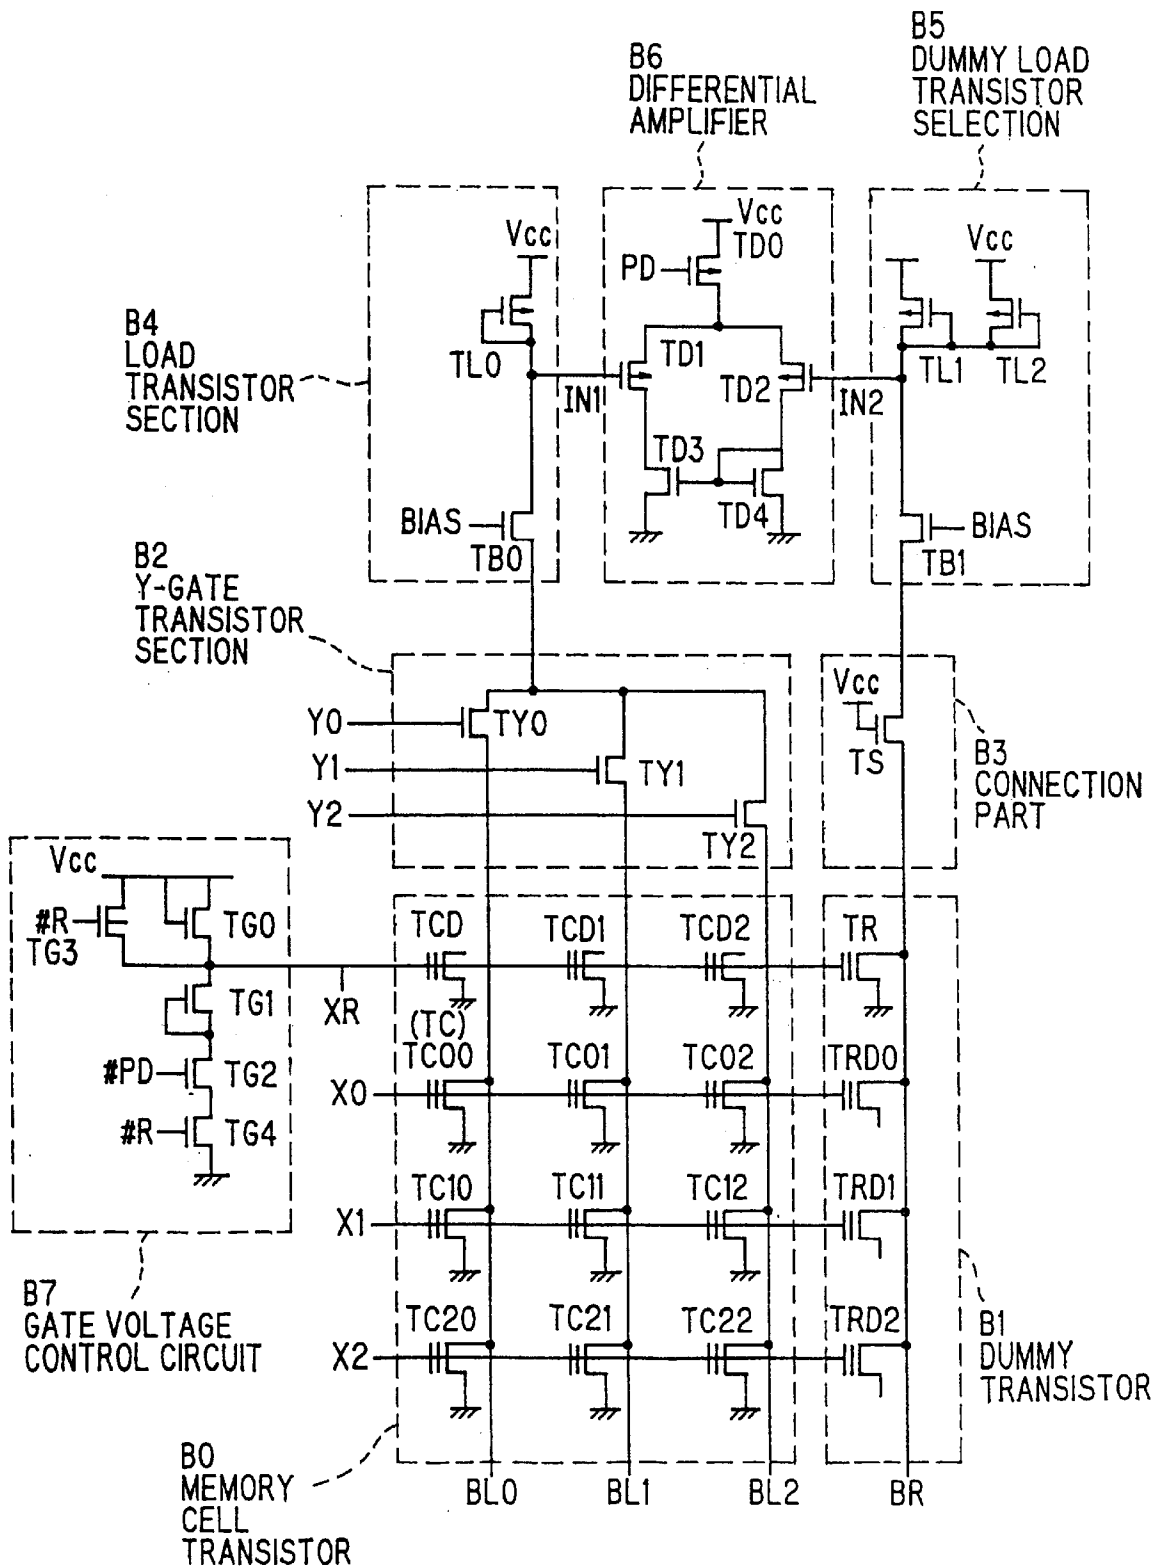 B5
DUMMY LOAD
TRANSISTOR
SELECTION
B6
DIFFERENTIAL
AMPLIFIER
Vcc
Vcc
TD0
Vcc
PD
B4
LOAD
TRANSISTOR
SECTION
TL0
TD1
TD2
TL1
TL2
IN1
IN2
TD3
TD4
BIAS
TB0
BIAS
TB1
B2
Y-GATE
TRANSISTOR
SECTION
Y0
TY0
Y1
TY1
Y2
TY2
Vcc
TS
B3
CONNECTION
PART
Vcc
#R
TG3
TG0
TG1
#PD
TG2
#R
TG4
XR
TCD
TCD1
TCD2
TR
(TC)
TC00
TC01
TC02
TRD0
X0
TC10
TC11
TC12
TRD1
X1
TC20
TC21
TC22
TRD2
X2
B7
GATE VOLTAGE
CONTROL CIRCUIT
B1
DUMMY
TRANSISTOR
B0
MEMORY
CELL
TRANSISTOR
BL0
BL1
BL2
BR